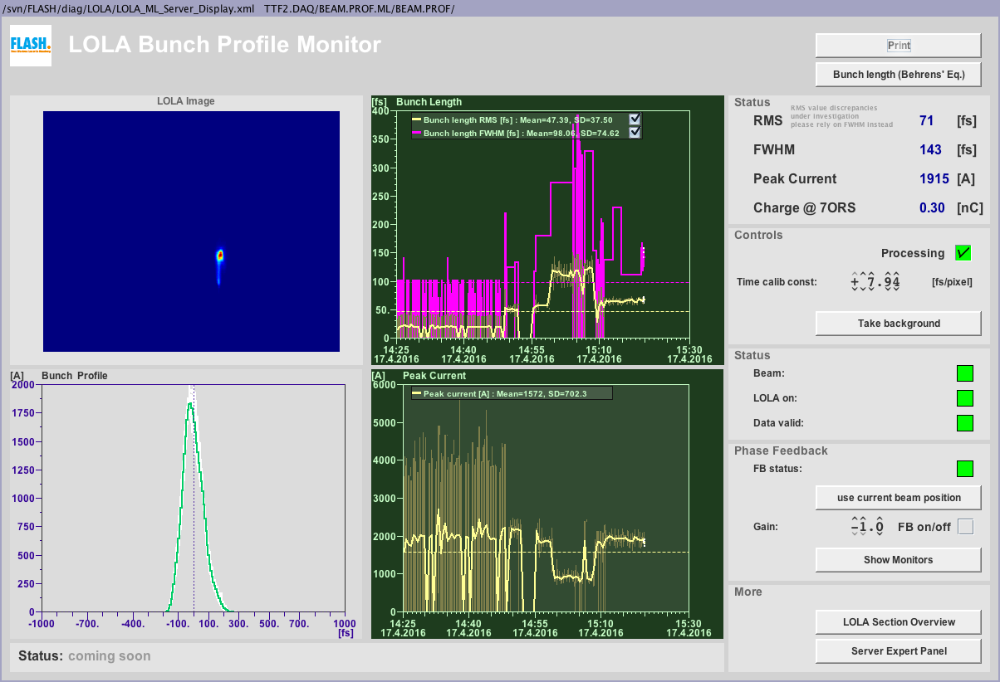 /svn/FLASH/diag/LOLA/LOLA_ML_Server_Display.xml TTF2.DAQ/BEAM.PROF.ML/BEAM.PROF/
FLASH.
LOLA Bunch Profile Monitor
Print
Bunch length (Behrens' Eq.)
LOLA Image
[fs] Bunch Length
Bunch length RMS [fs] : Mean=47.39, SD=37.50
Bunch length FWHM [fs] : Mean=98.06, SD=74.62
400
350
300
250
200
150
100
50.
0
14:25 14:40 14:55 15:10 15:30
17.4.2016 17.4.2016 17.4.2016 17.4.2016 17.4.2016
Status
RMS value discrepancies
under investigation
please rely on FWHM instead
RMS 71 [fs]
FWHM 143 [fs]
Peak Current 1915 [A]
Charge @ 7ORS 0.30 [nC]
Controls
Processing
Time calib const: + 7.94 [fs/pixel]
Take background
[A] Bunch Profile
2000
1750
1500
1250
1000
750
500
250
0
-1000 -700. -400. -100. 100. 300. 500. 700. 1000
[fs]
[A] Peak Current
Peak current [A] : Mean=1572, SD=702.3
6000
5000
4000
3000
2000
1000
0
14:25 14:40 14:55 15:10 15:30
17.4.2016 17.4.2016 17.4.2016 17.4.2016 17.4.2016
Status
Beam:
LOLA on:
Data valid:
Phase Feedback
FB status:
use current beam position
Gain: -1.0 FB on/off
Show Monitors
More
LOLA Section Overview
Server Expert Panel
Status: coming soon